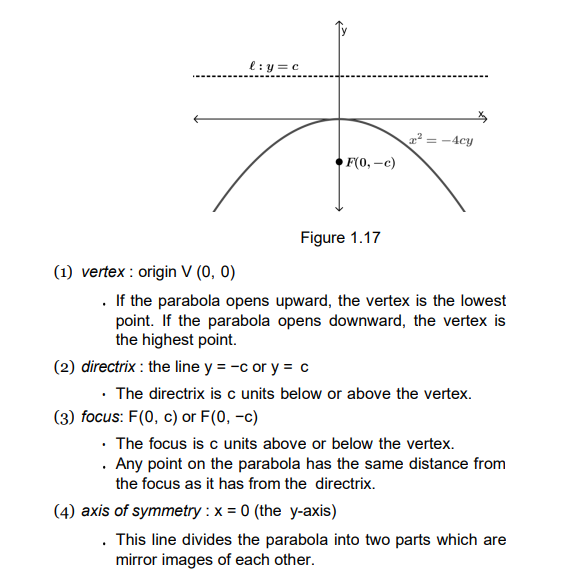 y
ℓ : y = c
x
x² = −4cy
F(0, −c)
Figure 1.17
(1) vertex : origin V (0, 0)
. If the parabola opens upward, the vertex is the lowest
point. If the parabola opens downward, the vertex is
the highest point.
(2) directrix : the line y = −c or y = c
· The directrix is c units below or above the vertex.
(3) focus: F(0, c) or F(0, −c)
· The focus is c units above or below the vertex.
. Any point on the parabola has the same distance from
the focus as it has from the directrix.
(4) axis of symmetry : x = 0 (the y-axis)
. This line divides the parabola into two parts which are
mirror images of each other.